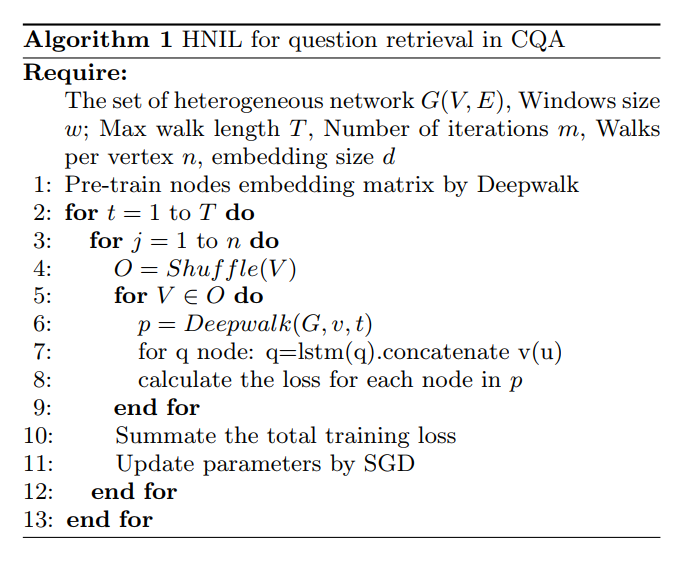 Algorithm 1 HNIL for question retrieval in CQA
Require:
The set of heterogeneous network G(V, E), Windows size
w; Max walk length T, Number of iterations m, Walks
per vertex n, embedding size d
1: Pre-train nodes embedding matrix by Deepwalk
2: for t = 1 to T do
3: for j = 1 to n do
4: O = Shuffle(V)
5: for V ∈ O do
6: p = Deepwalk(G, v, t)
7: for q node: q=lstm(q).concatenate v(u)
8: calculate the loss for each node in p
9: end for
10: Summate the total training loss
11: Update parameters by SGD
12: end for
13: end for